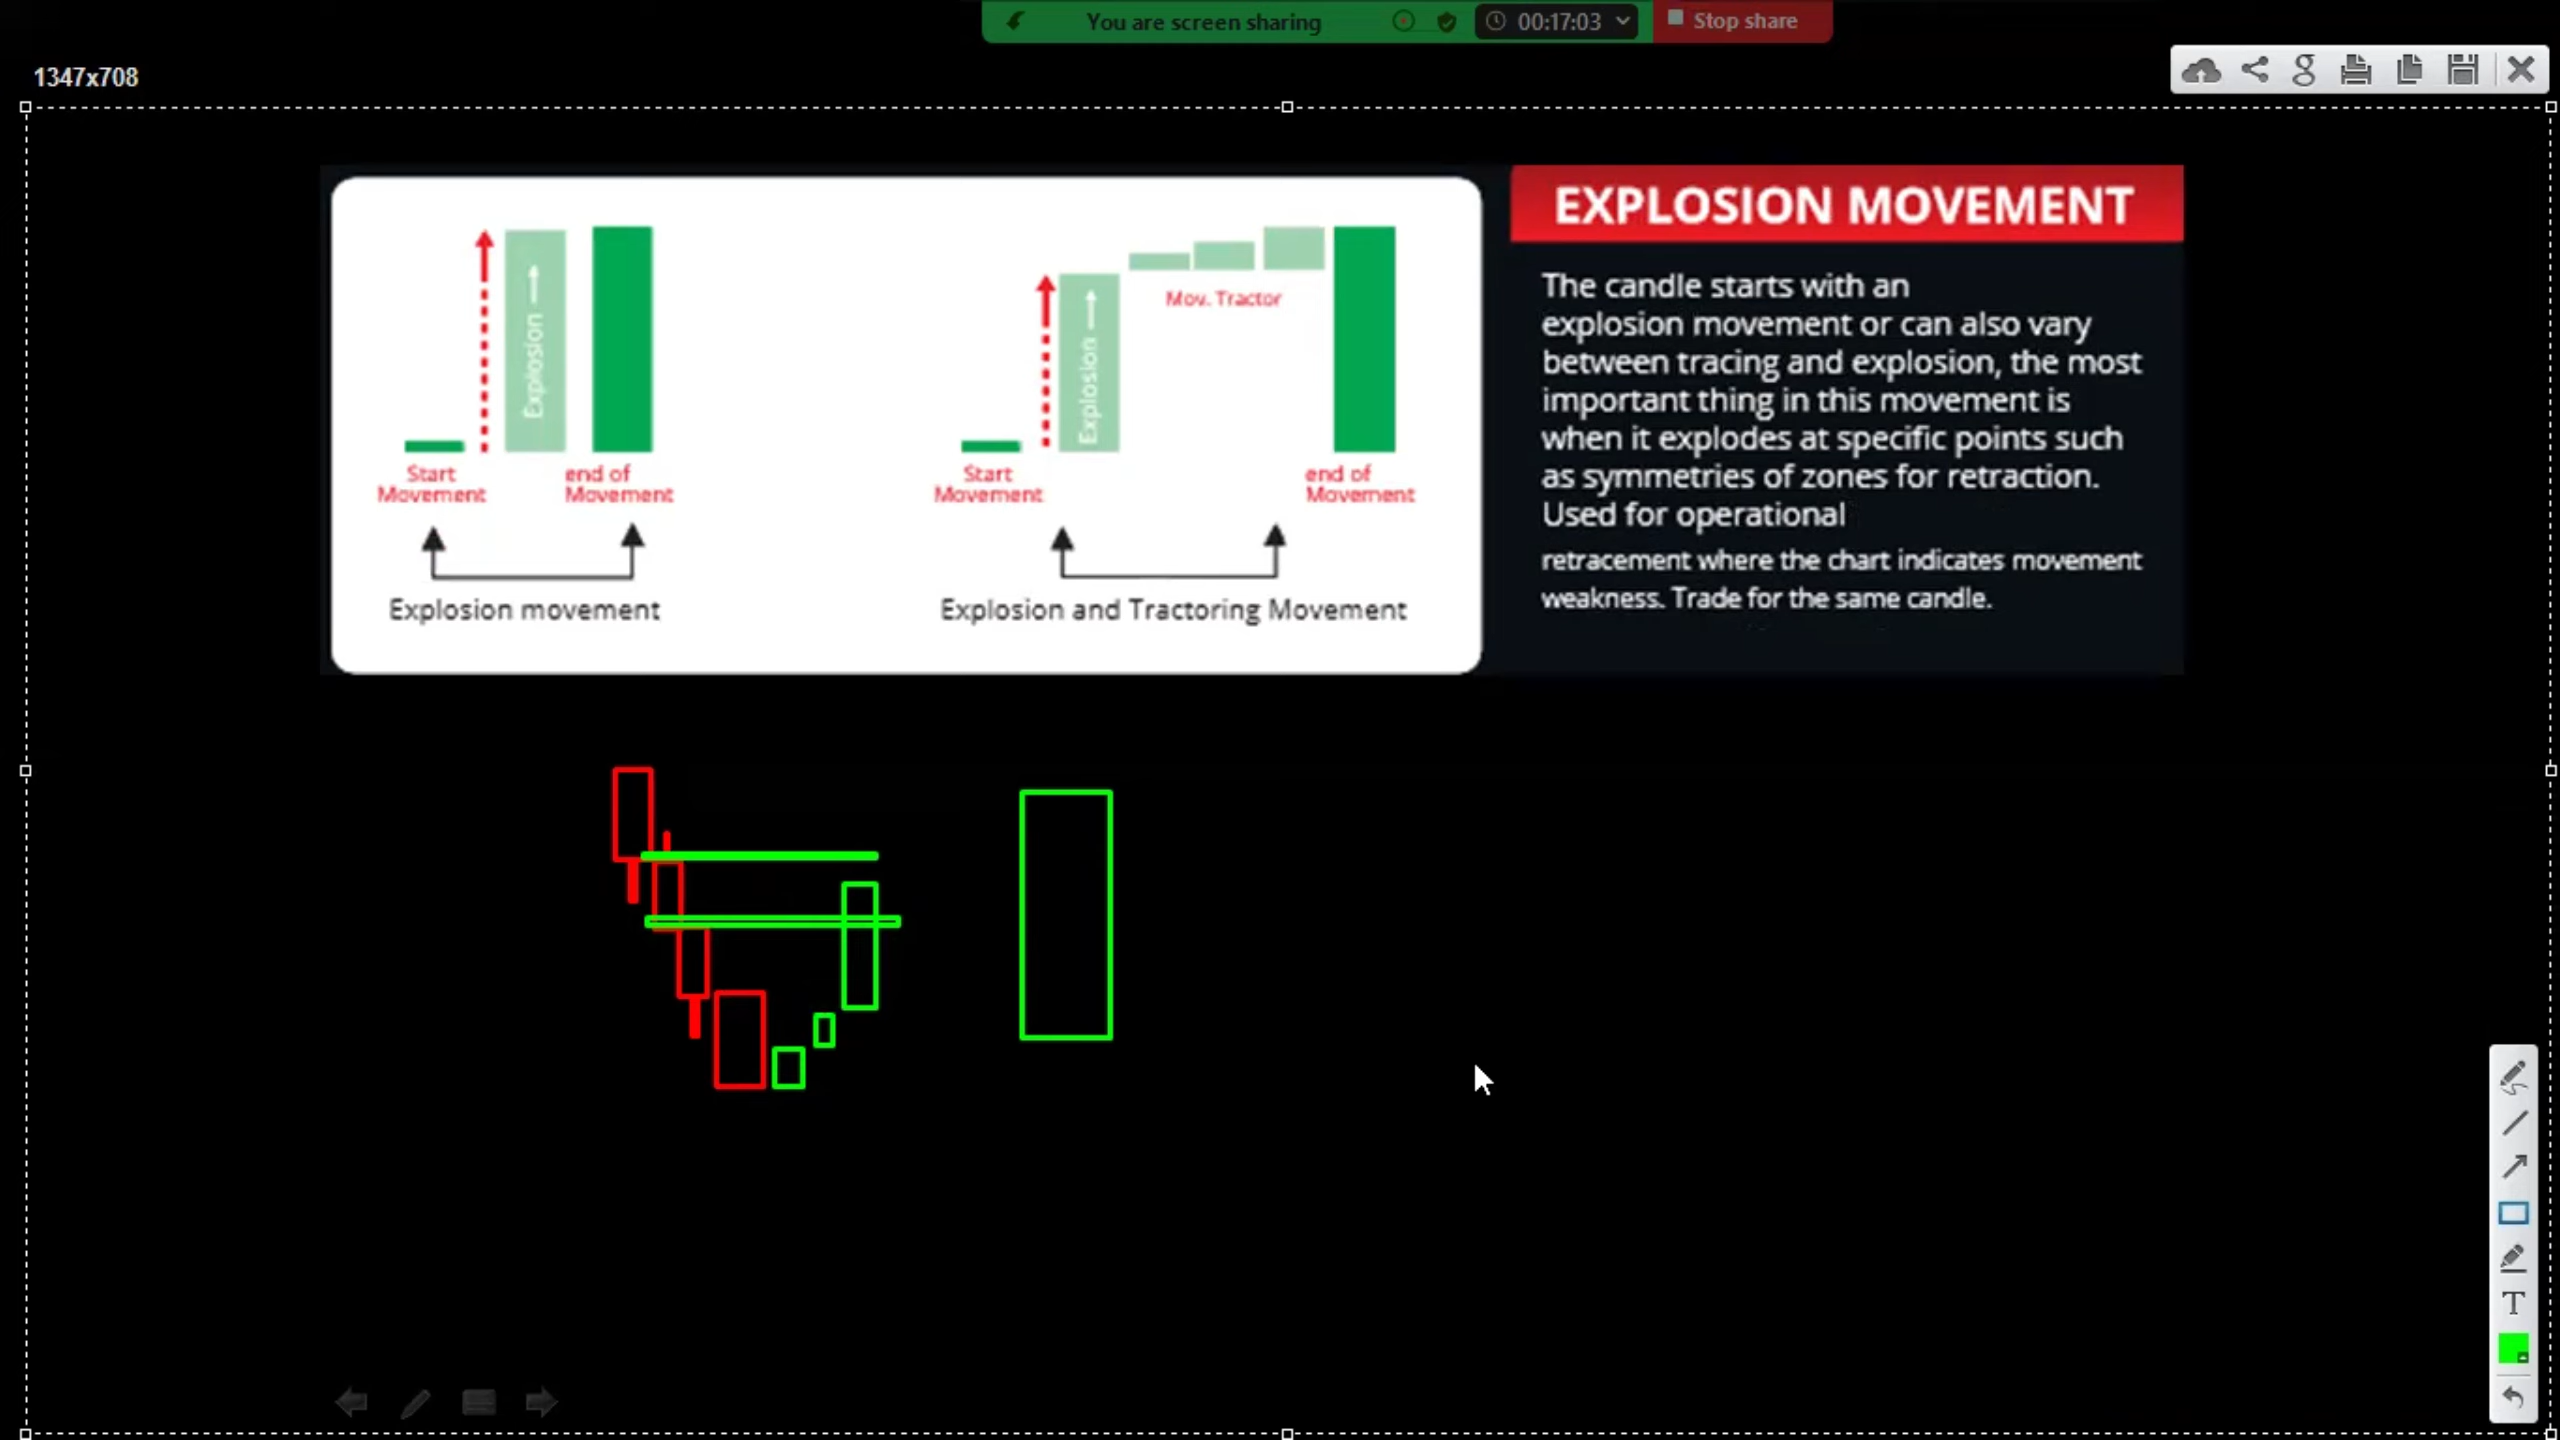 You are screen sharing
00:17:03
Stop share
1347x708
EXPLOSION MOVEMENT
The candle starts with an
explosion movement or can also vary
between tracing and explosion, the most
important thing in this movement is
when it explodes at specific points such
as symmetries of zones for retraction.
Used for operational
retracement where the chart indicates movement
weakness. Trade for the same candle.
Explosion
Start
Movement
end of
Movement
Explosion movement
Explosion
Mov. Tractor
Start
Movement
end of
Movement
Explosion and Tractoring Movement